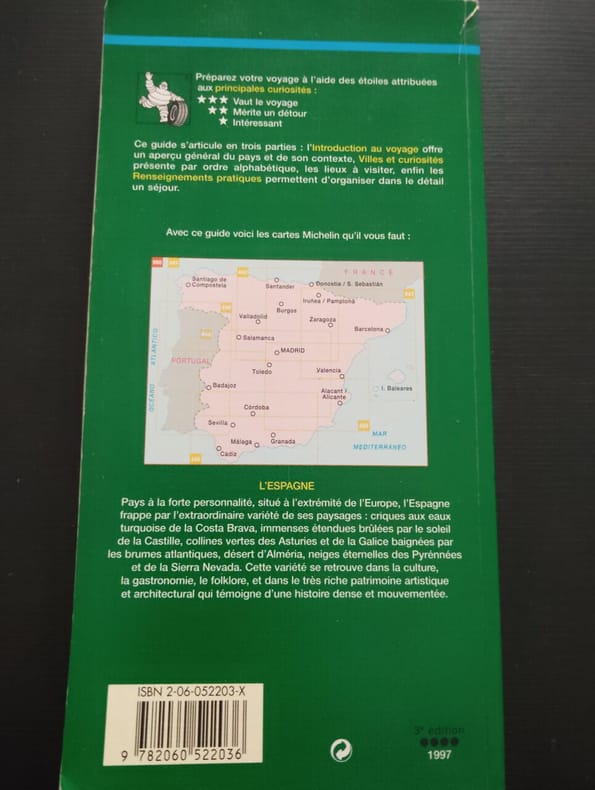 Préparez votre voyage à l'aide des étoiles attribuées
aux principales curiosités :
★★★ Vaut le voyage
★★ Mérite un détour
★ Intéressant
Ce guide s'articule en trois parties : l'Introduction au voyage offre
un aperçu général du pays et de son contexte, Villes et curiosités
présente par ordre alphabétique, les lieux à visiter, enfin les
Renseignements pratiques permettent d'organiser dans le détail
un séjour.
Avec ce guide voici les cartes Michelin qu'il vous faut :
FRANCE
Santiago de
Compostela
Santander
Donostia / S. Sebastián
Iruñea / Pamplona
Burgos
Valladolid
Zaragoza
Barcelona
Salamanca
MADRID
PORTUGAL
OCÉANO ATLÁNTICO
Toledo
Valencia
I. Baleares
Badajoz
Alacant /
Alicante
Córdoba
Sevilla
MAR
MEDITERRÁNEO
Málaga
Granada
Cádiz
L'ESPAGNE
Pays à la forte personnalité, situé à l'extrémité de l'Europe, l'Espagne
frappe par l'extraordinaire variété de ses paysages : criques aux eaux
turquoise de la Costa Brava, immenses étendues brûlées par le soleil
de la Castille, collines vertes des Asturies et de la Galice baignées par
les brumes atlantiques, désert d'Alméria, neiges éternelles des Pyrénnées
et de la Sierra Nevada. Cette variété se retrouve dans la culture,
la gastronomie, le folklore, et dans le très riche patrimoine artistique
et architectural qui témoigne d'une histoire dense et mouvementée.
ISBN 2-06-052203-X
9 782060 522036
3e édition
1997